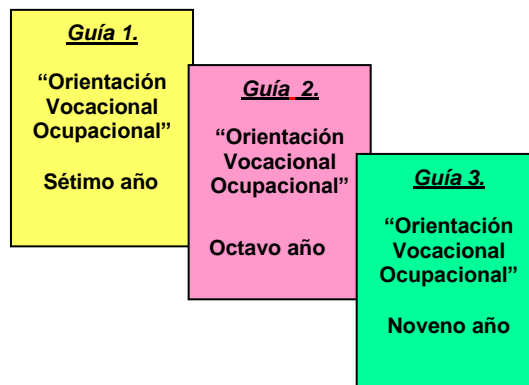 Guía 1.
“Orientación
Vocacional
Ocupacional”
Sétimo año
Guía 2.
“Orientación
Vocacional
Ocupacional”
Octavo año
Guía 3.
“Orientación
Vocacional
Ocupacional”
Noveno año